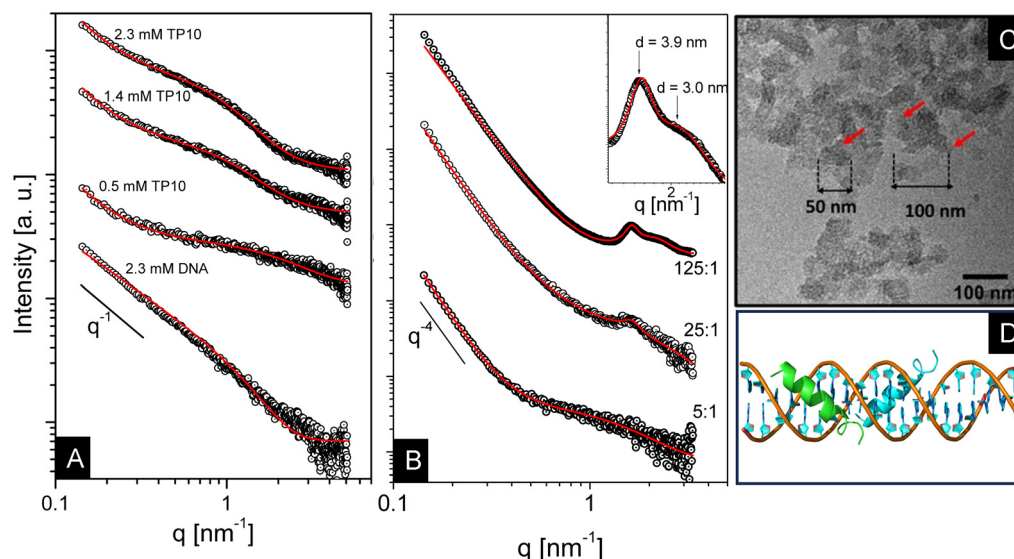 2.3 mM TP10
1.4 mM TP10
0.5 mM TP10
2.3 mM DNA
q⁻¹
A
Intensity [a. u.]
0.1
1
q [nm⁻¹]
d = 3.9 nm
d = 3.0 nm
2
q [nm⁻¹]
125:1
25:1
5:1
q⁻⁴
B
0.1
1
q [nm⁻¹]
C
50 nm
100 nm
100 nm
D